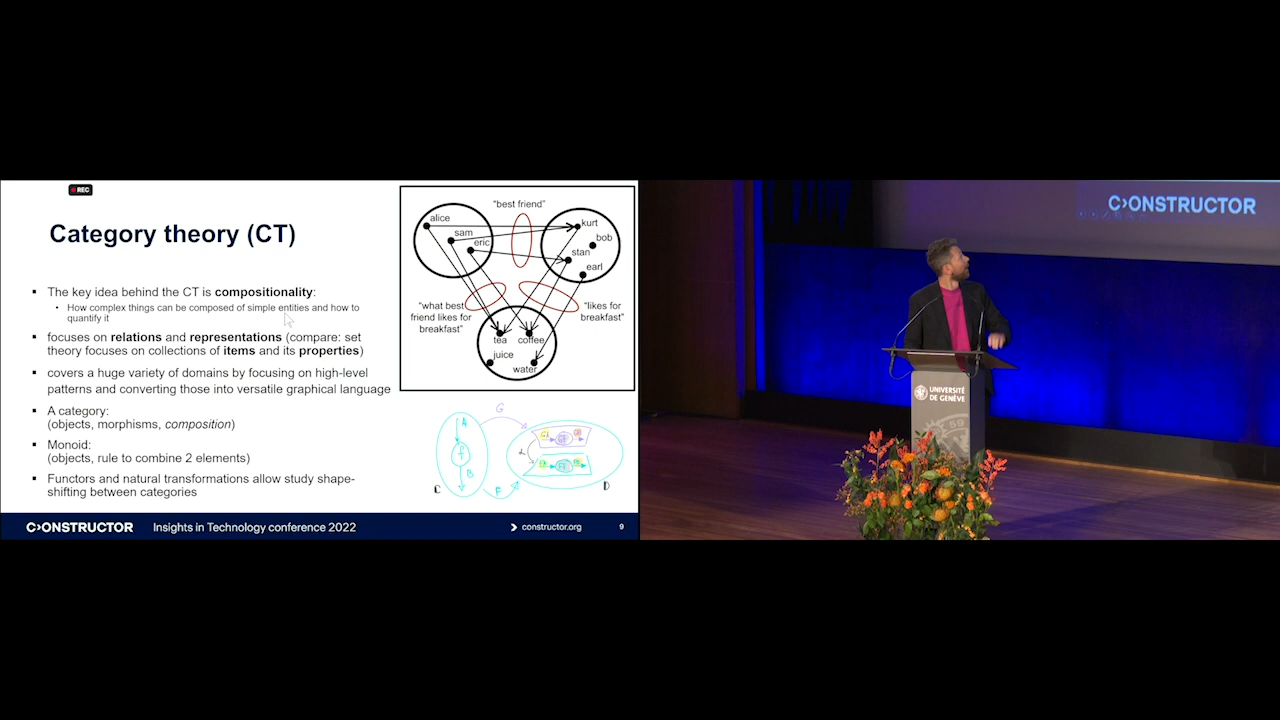 REC
Category theory (CT)
The key idea behind the CT is compositionality:
How complex things can be composed of simple entities and how to
quantify it
focuses on relations and representations (compare: set
theory focuses on collections of items and its properties)
covers a huge variety of domains by focusing on high-level
patterns and converting those into versatile graphical language
A category:
(objects, morphisms, composition)
Monoid:
(objects, rule to combine 2 elements)
Functors and natural transformations allow study shape-
shifting between categories
"best friend"
alice
sam
eric
kurt
bob
stan
earl
"what best
friend likes for
breakfast"
"likes for
breakfast"
tea
coffee
juice
water
G
A
f
B
C
F
D
C>ONSTRUCTOR
Insights in Technology conference 2022
constructor.org
9
C>ONSTRUCTOR
UNIVERSITÉ
DE GENÈVE